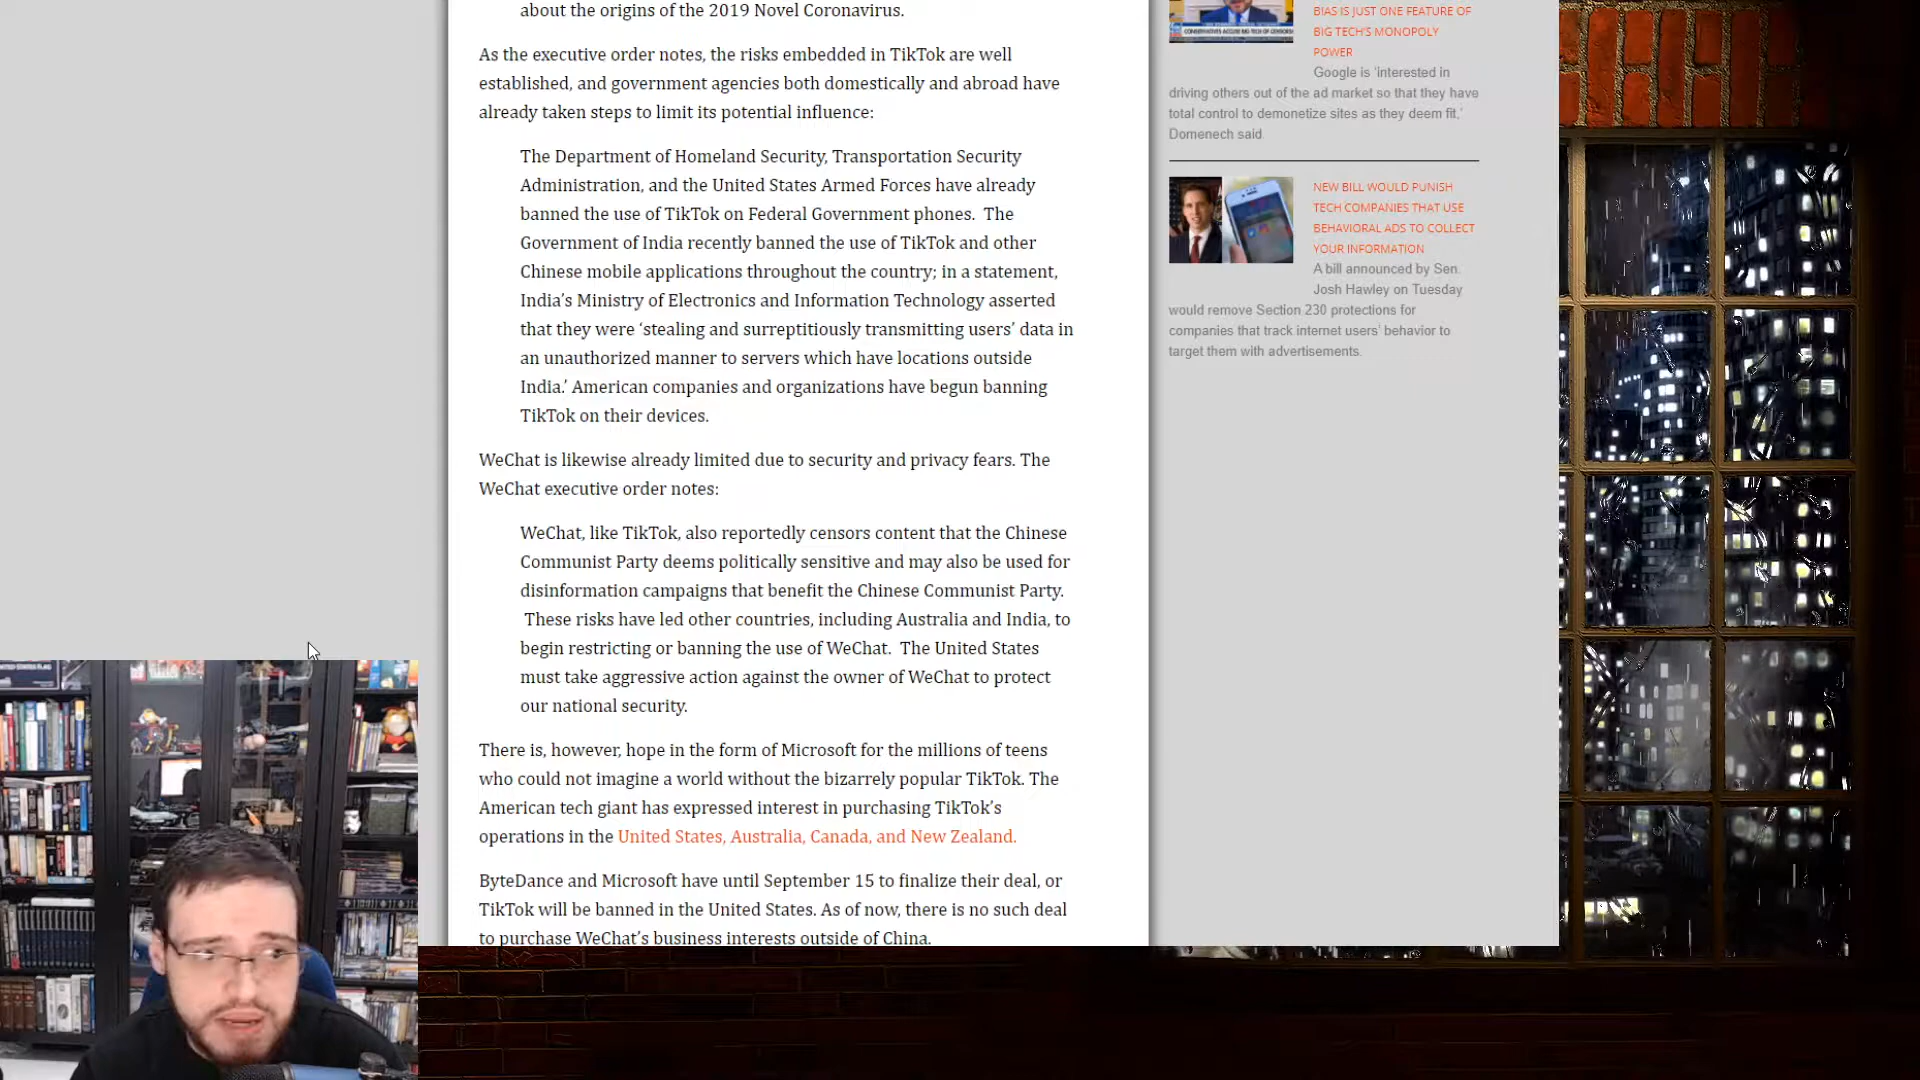 about the origins of the 2019 Novel Coronavirus.
As the executive order notes, the risks embedded in TikTok are well
established, and government agencies both domestically and abroad have
already taken steps to limit its potential influence:
The Department of Homeland Security, Transportation Security
Administration, and the United States Armed Forces have already
banned the use of TikTok on Federal Government phones.  The
Government of India recently banned the use of TikTok and other
Chinese mobile applications throughout the country; in a statement,
India’s Ministry of Electronics and Information Technology asserted
that they were ‘stealing and surreptitiously transmitting users’ data in
an unauthorized manner to servers which have locations outside
India.’ American companies and organizations have begun banning
TikTok on their devices.
WeChat is likewise already limited due to security and privacy fears. The
WeChat executive order notes:
WeChat, like TikTok, also reportedly censors content that the Chinese
Communist Party deems politically sensitive and may also be used for
disinformation campaigns that benefit the Chinese Communist Party.
These risks have led other countries, including Australia and India, to
begin restricting or banning the use of WeChat.  The United States
must take aggressive action against the owner of WeChat to protect
our national security.
There is, however, hope in the form of Microsoft for the millions of teens
who could not imagine a world without the bizarrely popular TikTok. The
American tech giant has expressed interest in purchasing TikTok’s
operations in the United States, Australia, Canada, and New Zealand.
ByteDance and Microsoft have until September 15 to finalize their deal, or
TikTok will be banned in the United States. As of now, there is no such deal
to purchase WeChat’s business interests outside of China.
BIAS IS JUST ONE FEATURE OF
BIG TECH’S MONOPOLY
POWER
Google is ‘interested in
driving others out of the ad market so that they have
total control to demonetize sites as they deem fit,’
Domenech said
NEW BILL WOULD PUNISH
TECH COMPANIES THAT USE
BEHAVIORAL ADS TO COLLECT
YOUR INFORMATION
A bill announced by Sen.
Josh Hawley on Tuesday
would remove Section 230 protections for
companies that track internet users’ behavior to
target them with advertisements.